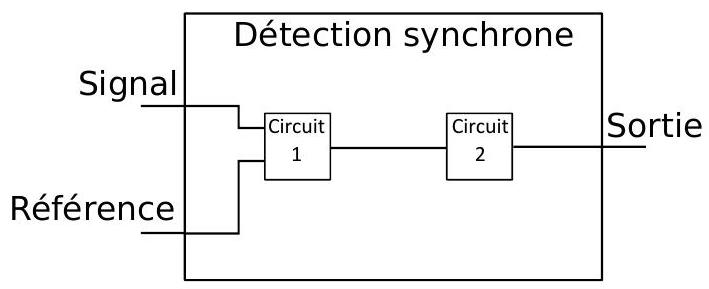 Détection synchrone
Signal
Circuit
1
Circuit
2
Sortie
Référence